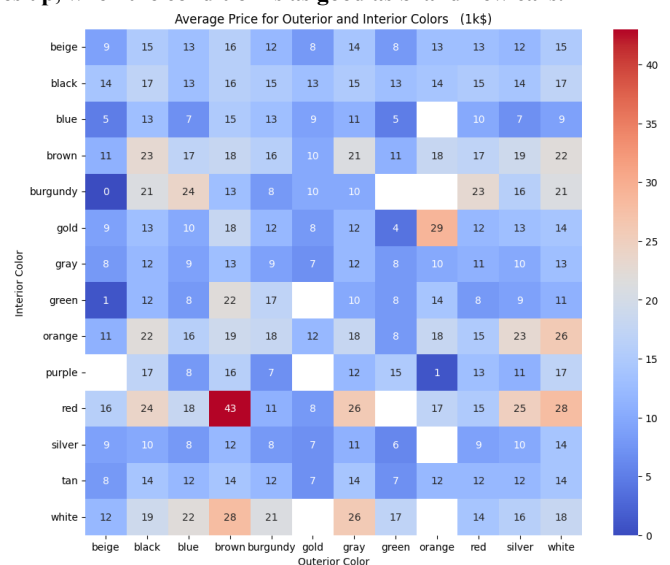 Average Price for Outerior and Interior Colors (1k$)
beige 9 15 13 16 12 8 14 8 13 13 12 15
black 14 17 13 16 15 13 15 13 14 15 14 17
blue 5 13 7 15 13 9 11 5 10 7 9
brown 11 23 17 18 16 10 21 11 18 17 19 22
burgundy 0 21 24 13 8 10 10 23 16 21
gold 9 13 10 18 12 8 12 4 29 12 13 14
gray 8 12 9 13 9 7 12 8 10 11 10 13
green 1 12 8 22 17 10 8 14 8 9 11
orange 11 22 16 19 18 12 18 8 18 15 23 26
purple 17 8 16 7 12 15 1 13 11 17
red 16 24 18 43 11 8 26 17 15 25 28
silver 9 10 8 12 8 7 11 6 9 10 14
tan 8 14 12 14 12 7 14 7 12 12 12 14
white 12 19 22 28 21 26 17 14 16 18
beige black blue brown burgundy gold gray green orange red silver white
Outerior Color
Interior Color
40
35
30
25
20
15
10
5
0